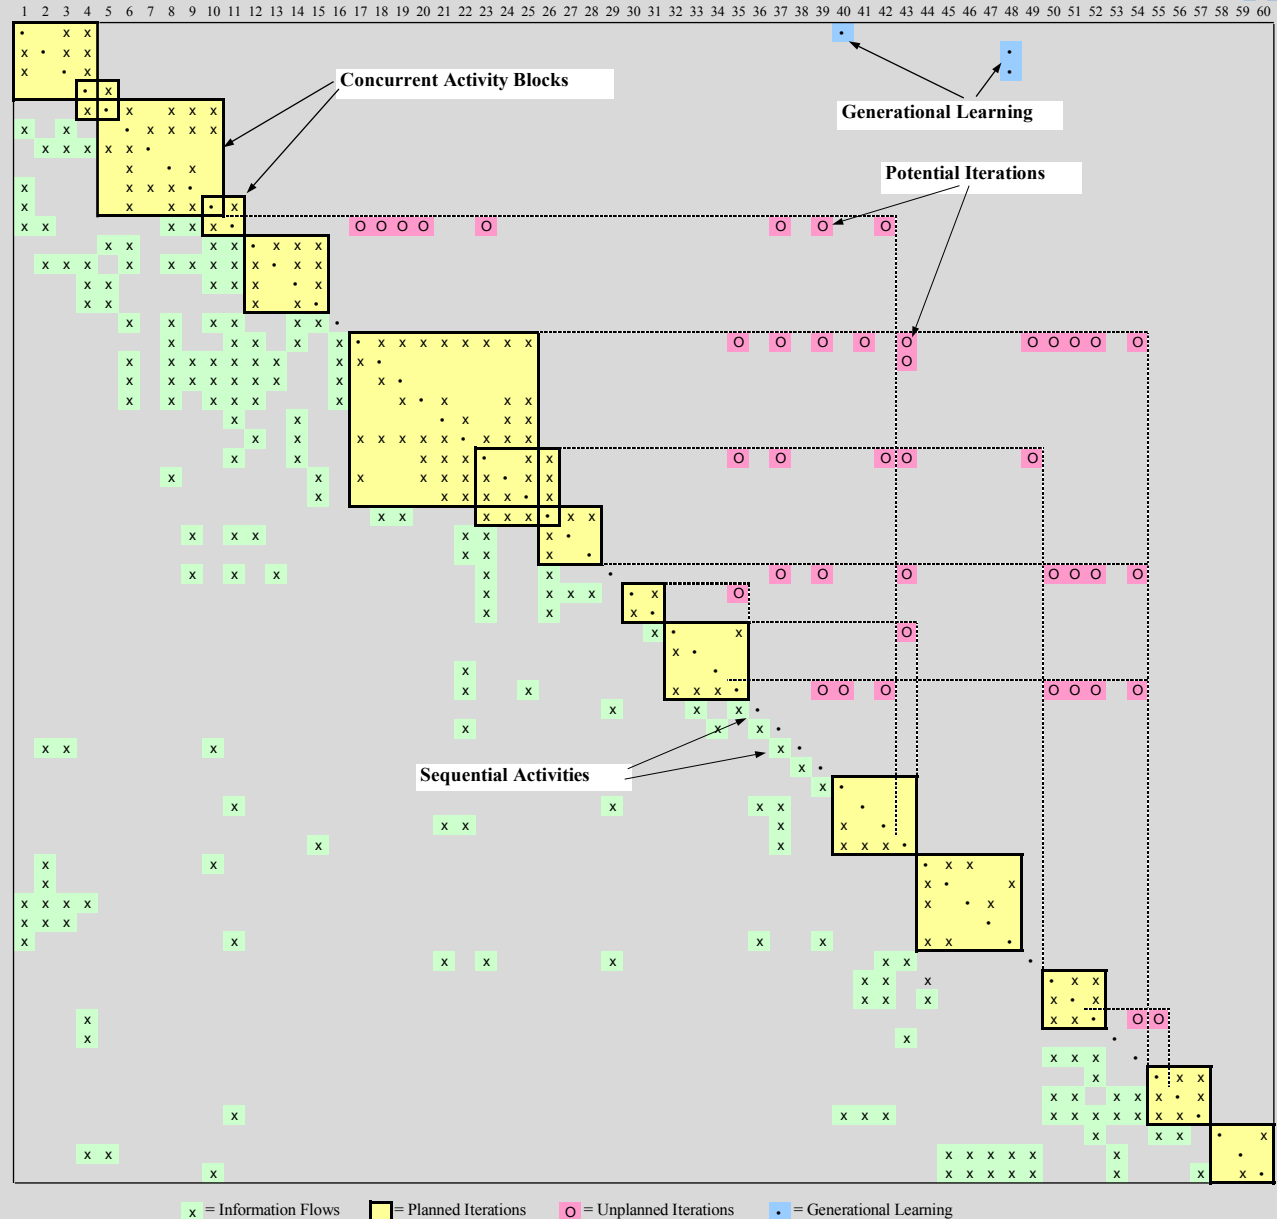 1 2 3 4 5 6 7 8 9 10 11 12 13 14 15 16 17 18 19 20 21 22 23 24 25 26 27 28 29 30 31 32 33 34 35 36 37 38 39 40 41 42 43 44 45 46 47 48 49 50 51 52 53 54 55 56 57 58 59 60
Concurrent Activity Blocks
Generational Learning
Potential Iterations
Sequential Activities
x = Information Flows = Planned Iterations O = Unplanned Iterations • = Generational Learning